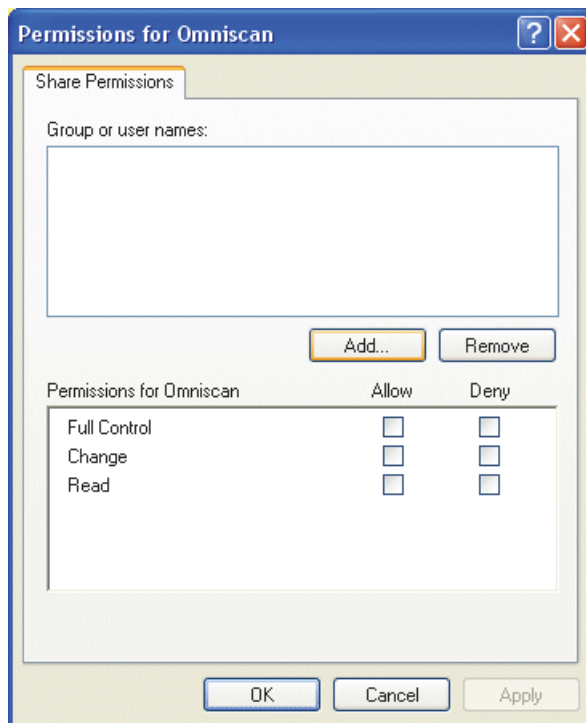 Permissions for Omniscan
Share Permissions
Group or user names:
Add... Remove
Permissions for Omniscan Allow Deny
Full Control
Change
Read
OK Cancel Apply